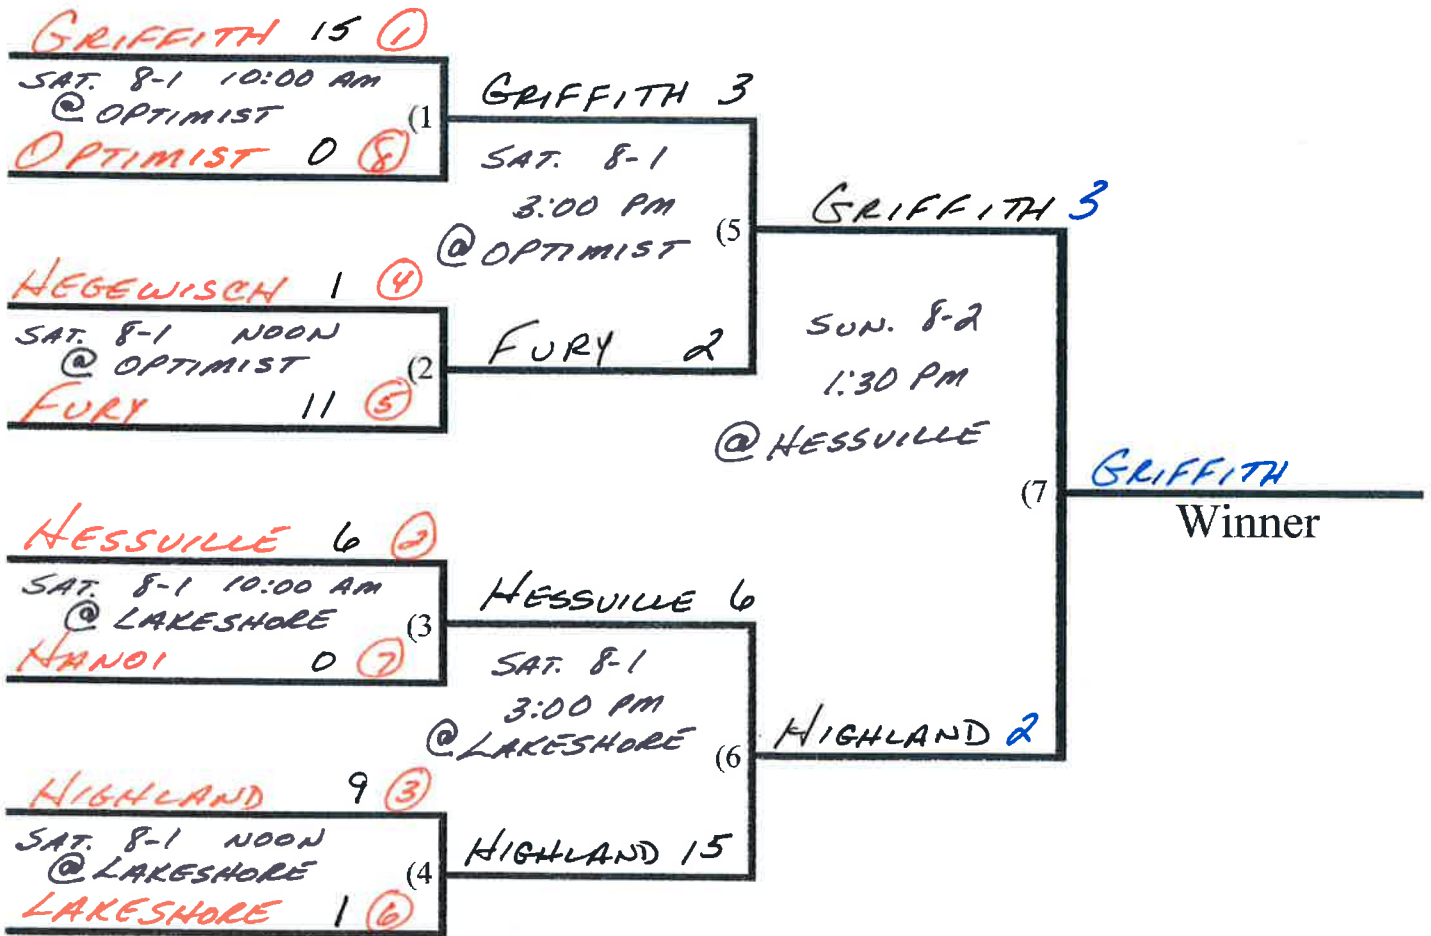 GRIFFITH 15 1
SAT. 8-1 10:00 AM
@ OPTIMIST
(1
OPTIMIST 0 8
GRIFFITH 3
SAT. 8-1
3:00 PM
@ OPTIMIST
(5
HEGEWISCH 1 4
SAT. 8-1 NOON
@ OPTIMIST
(2
FURY 11 5
FURY 2
GRIFFITH 3
SUN. 8-2
1:30 PM
@ HESSVILLE
(7
GRIFFITH
Winner
HESSVILLE 6 2
SAT. 8-1 10:00 AM
@ LAKESHORE
(3
HANOI 0 7
HESSVILLE 6
SAT. 8-1
3:00 PM
@ LAKESHORE
(6
HIGHLAND 2
HIGHLAND 9 3
SAT. 8-1 NOON
@ LAKESHORE
(4
LAKESHORE 1 6
HIGHLAND 15